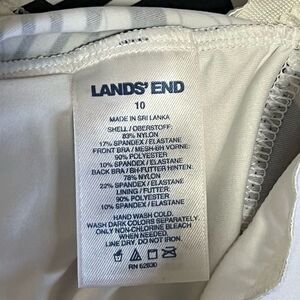 LANDS' END
10
MADE IN SRI LANKA
SHELL / OBERSTOFF:
83% NYLON
17% SPANDEX / ELASTANE
FRONT BRA / MESH-BH VORNE:
90% POLYESTER
10% SPANDEX / ELASTANE
BACK BRA / BH-FUTTER HINTEN:
78% NYLON
22% SPANDEX / ELASTANE
LINING / FUTTER:
90% POLYESTER
10% SPANDEX / ELASTANE
HAND WASH COLD.
WASH DARK COLORS SEPARATELY.
ONLY NON-CHLORINE BLEACH
WHEN NEEDED.
LINE DRY. DO NOT IRON.
RN 62830